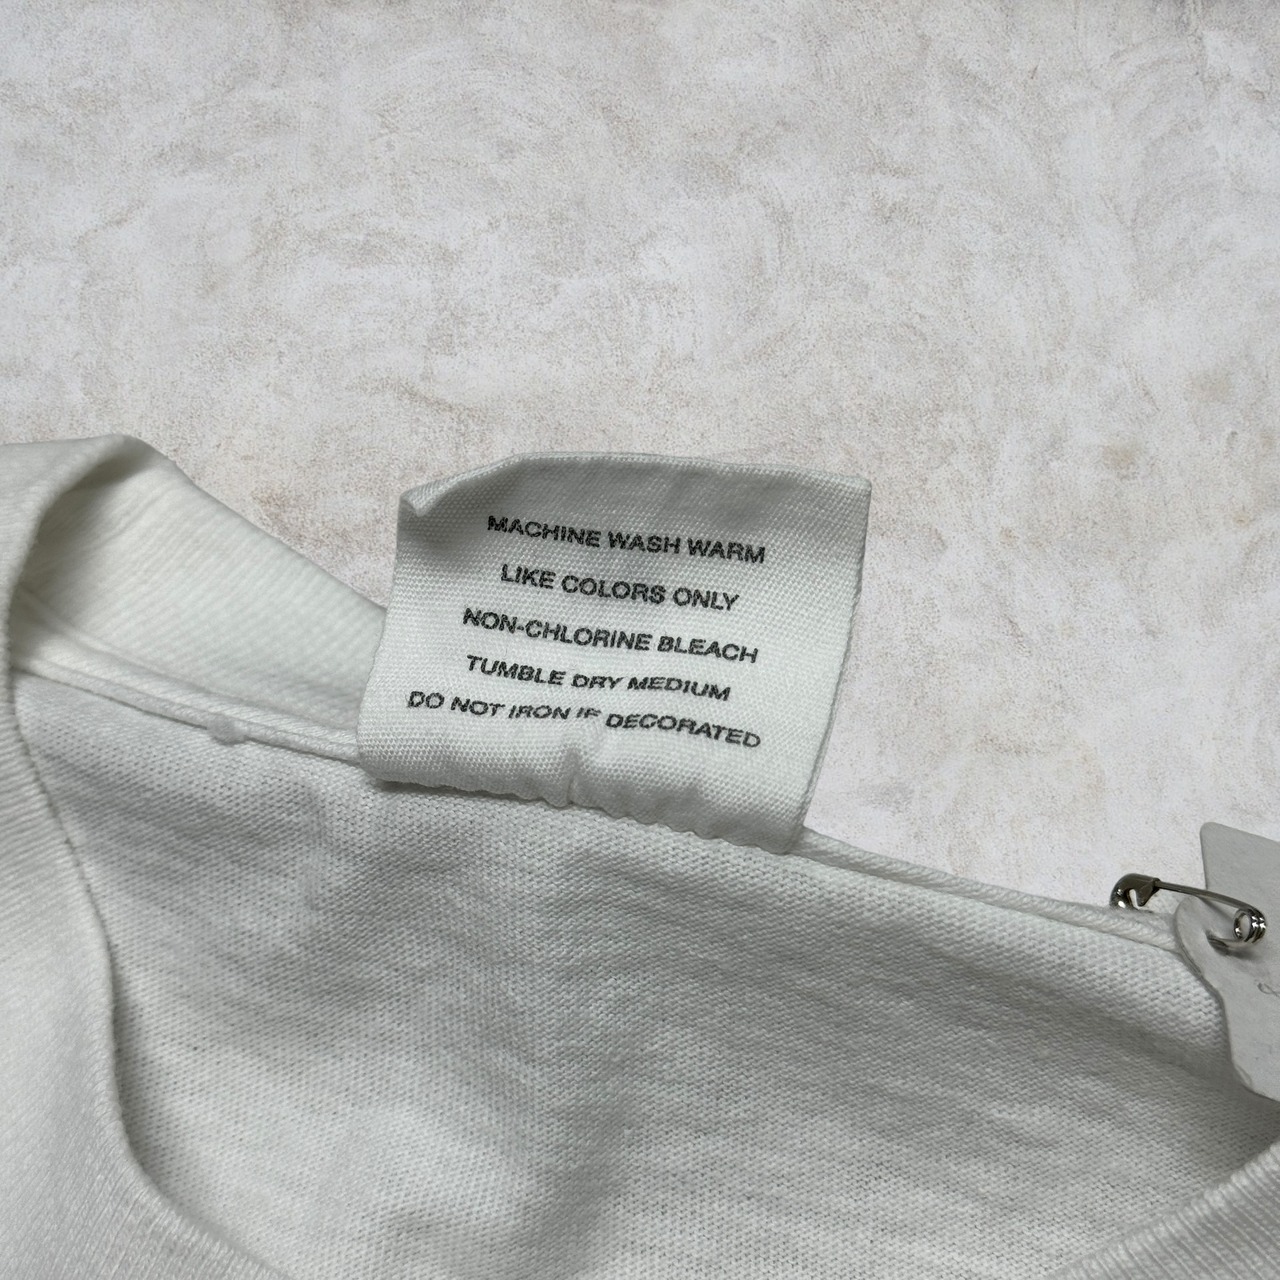 MACHINE WASH WARM
LIKE COLORS ONLY
NON-CHLORINE BLEACH
TUMBLE DRY MEDIUM
DO NOT IRON IF DECORATED